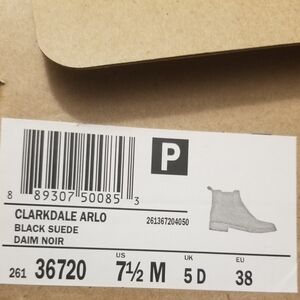 P
8 89307 50085 3
CLARKDALE ARLO
BLACK SUEDE
DAIM NOIR
261367204050
US UK EU
261 36720 7½ M 5 D 38